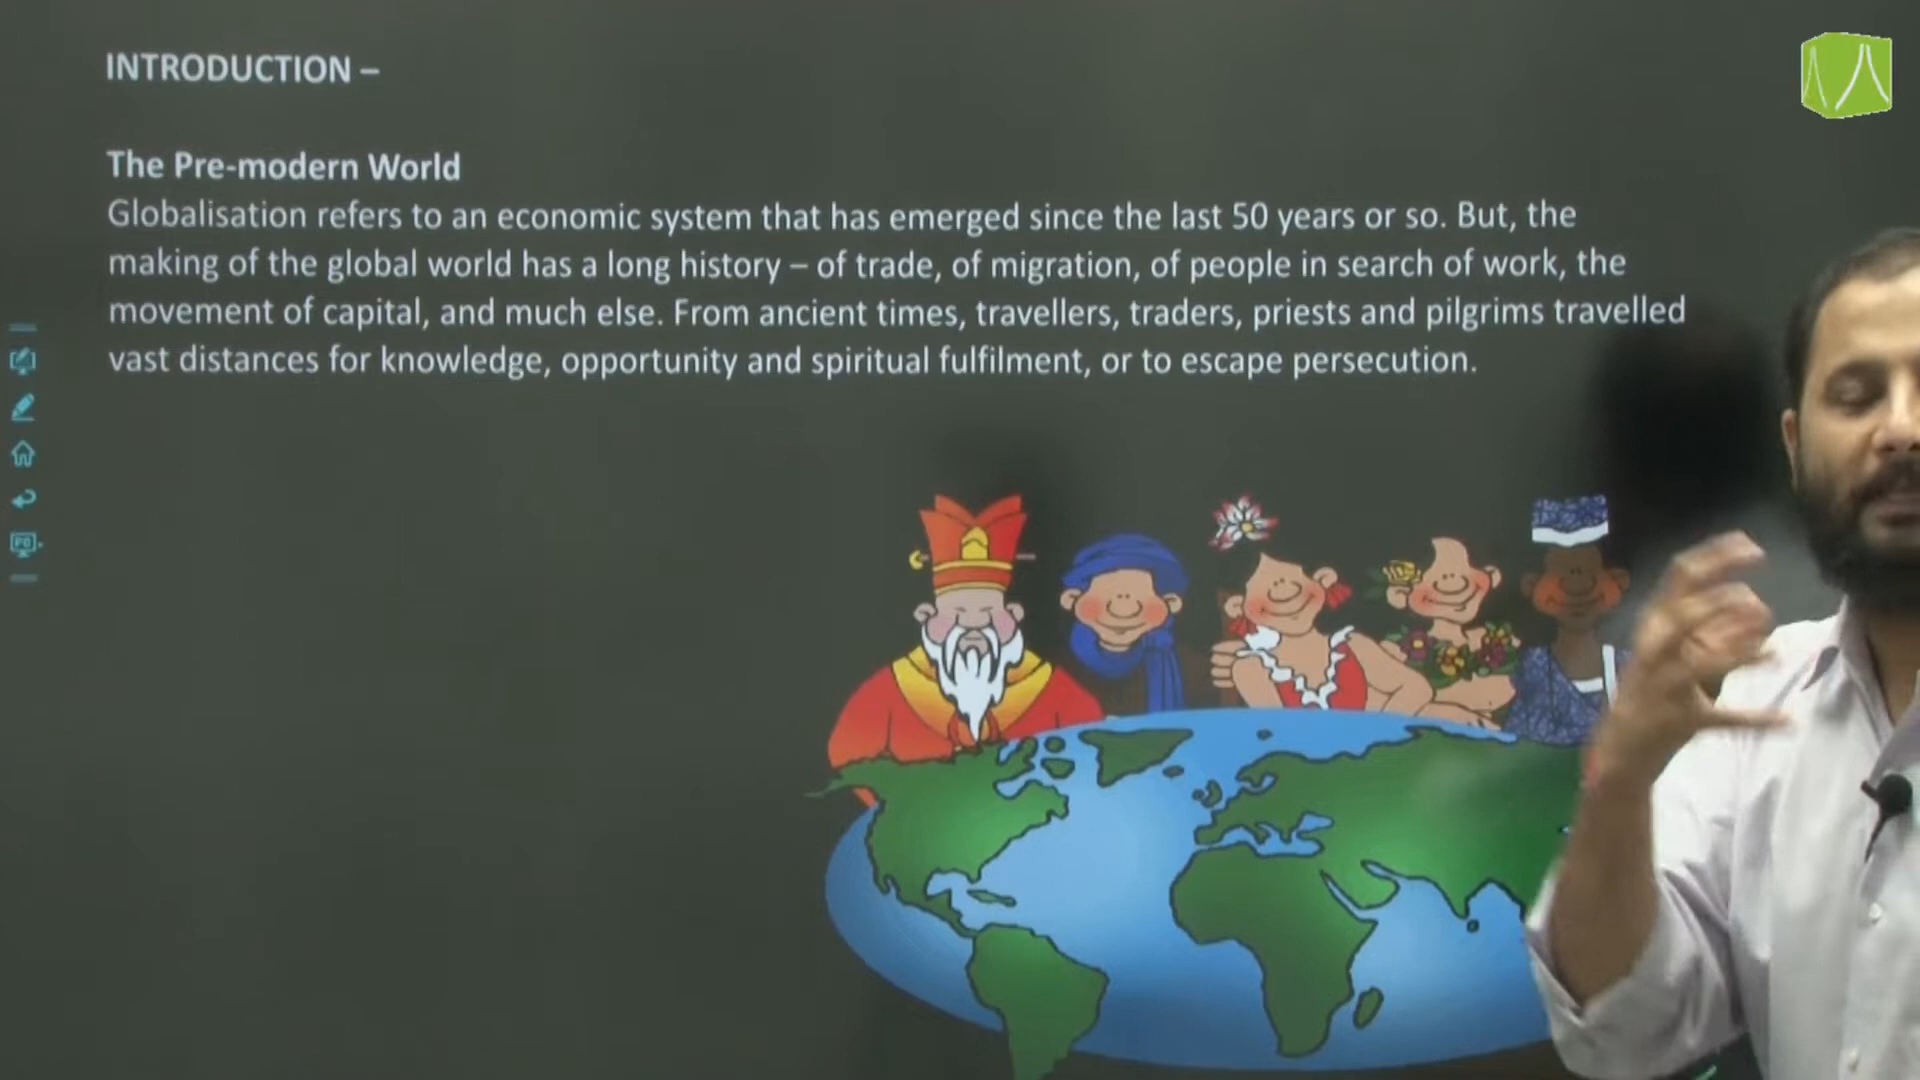 INTRODUCTION –
The Pre-modern World
Globalisation refers to an economic system that has emerged since the last 50 years or so. But, the
making of the global world has a long history – of trade, of migration, of people in search of work, the
movement of capital, and much else. From ancient times, travellers, traders, priests and pilgrims travelled
vast distances for knowledge, opportunity and spiritual fulfilment, or to escape persecution.